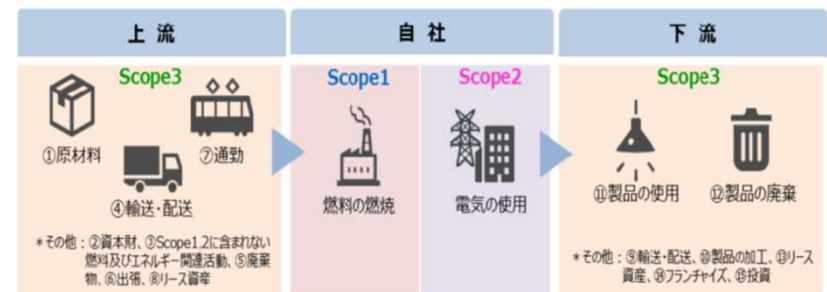 上 流
自 社
下 流
Scope3
①原材料
⑦通勤
④輸送・配送
*その他：②資本財、③Scope1,2に含まれない
燃料及びエネルギー関連活動、⑤廃棄
物、⑥出張、⑧リース資産
Scope1
燃料の燃焼
Scope2
電気の使用
Scope3
⑪製品の使用
⑫製品の廃棄
*その他：⑨輸送・配送、⑩製品の加工、⑬リース
資産、⑭フランチャイズ、⑮投資